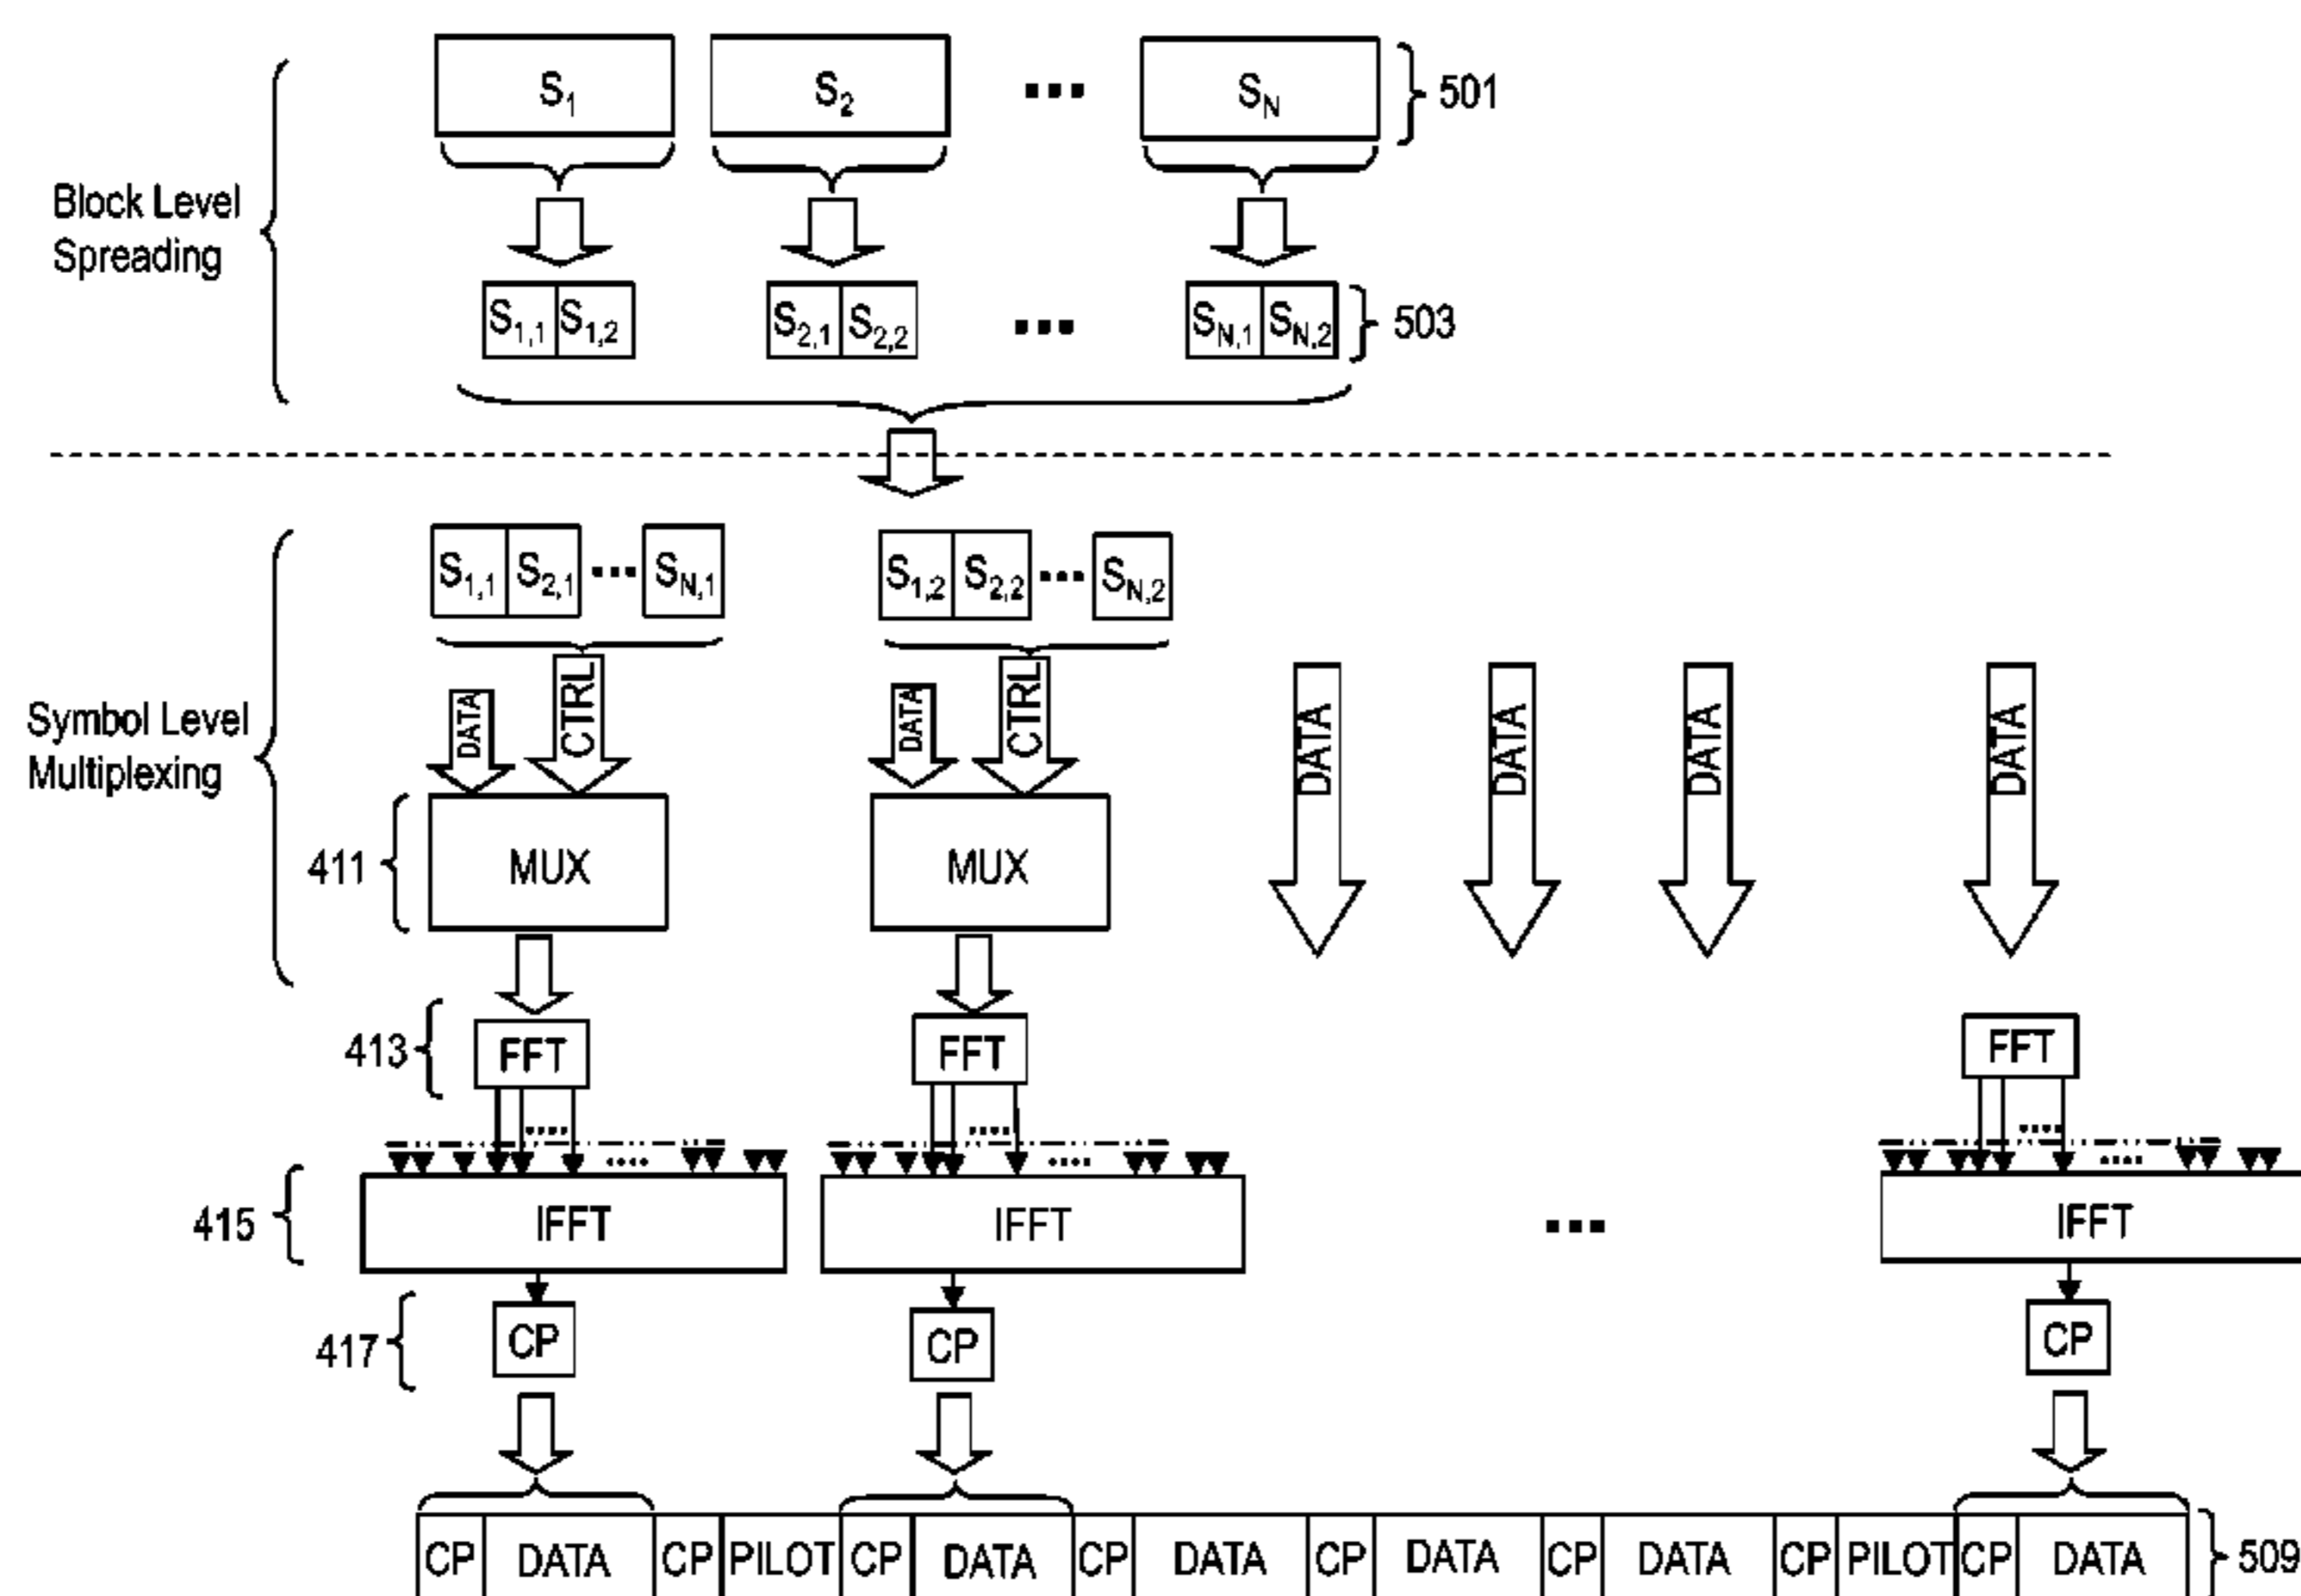 S1 S2 ... SN 501
Block Level
Spreading
S1,1 S1,2 S2,1 S2,2 ... SN,1 SN,2 503
S1,1 S2,1 ... SN,1 S1,2 S2,2 ... SN,2
DATA CTRL DATA CTRL DATA DATA DATA DATA
Symbol Level
Multiplexing
411 MUX MUX
413 FFT FFT FFT
415 IFFT IFFT ... IFFT
417 CP CP CP
CP DATA CP PILOT CP DATA CP DATA CP DATA CP DATA CP PILOT CP DATA 509